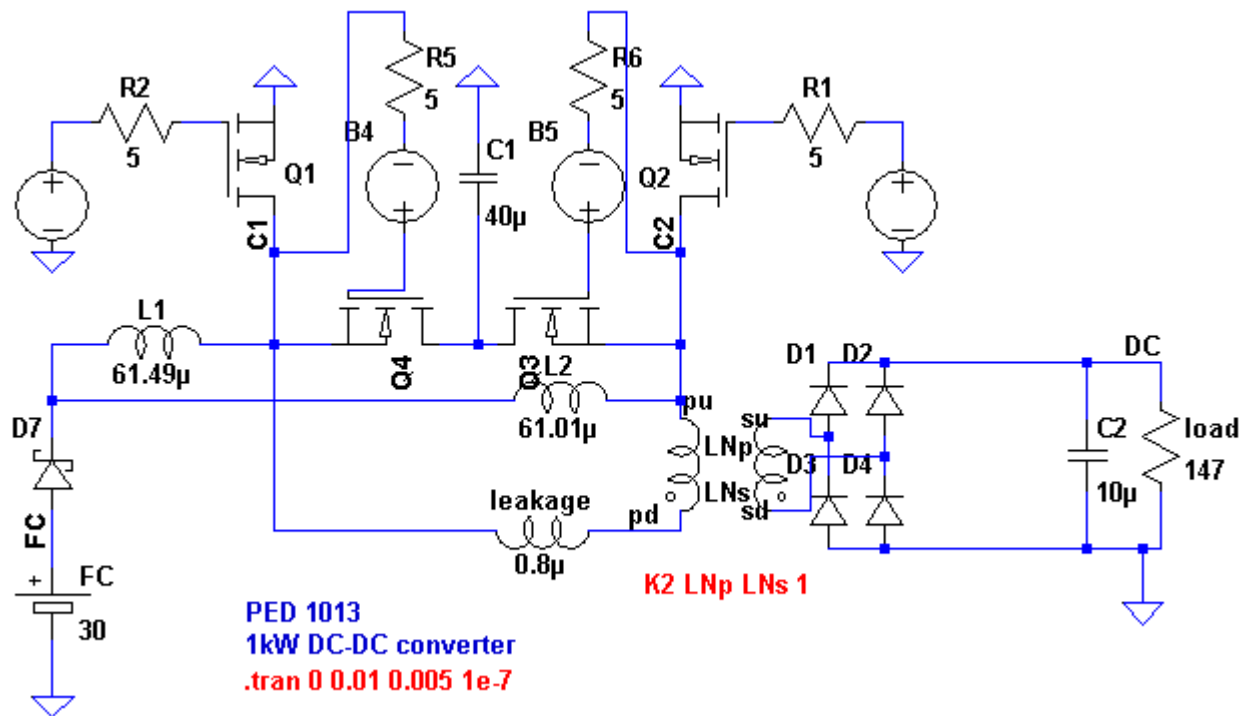 R5
5
R6
5
R2
5
R1
5
B4
B5
C1
40µ
Q1
Q2
C1
C2
L1
61.49µ
Q4
Q3
L2
61.01µ
D1
D2
DC
D7
pu
su
LNp
D3
D4
C2
10µ
load
147
LNs
leakage
0.8µ
pd
sd
FC
FC
+
30
K2 LNp LNs 1
PED 1013
1kW DC-DC converter
.tran 0 0.01 0.005 1e-7